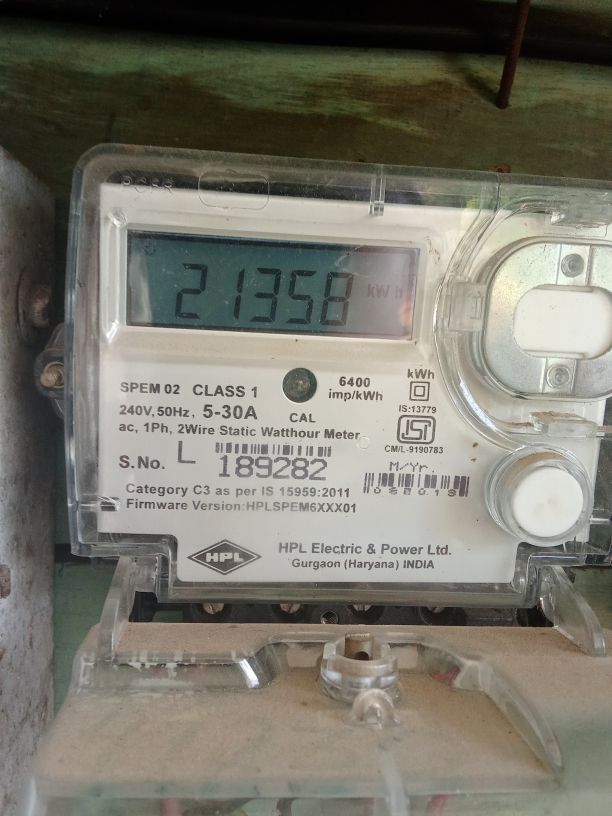 21358 kWh
SPEM 02 CLASS 1
6400
imp/kWh
kWh
IS:13779
240V, 50Hz, 5-30A
CAL
ac, 1Ph, 2Wire Static Watthour Meter
CM/L-9190783
S.No. L 189282
M/Yr.
Category C3 as per IS 15959:2011
Firmware Version:HPLSPEM6XXX01
HPL
HPL Electric & Power Ltd.
Gurgaon (Haryana) INDIA